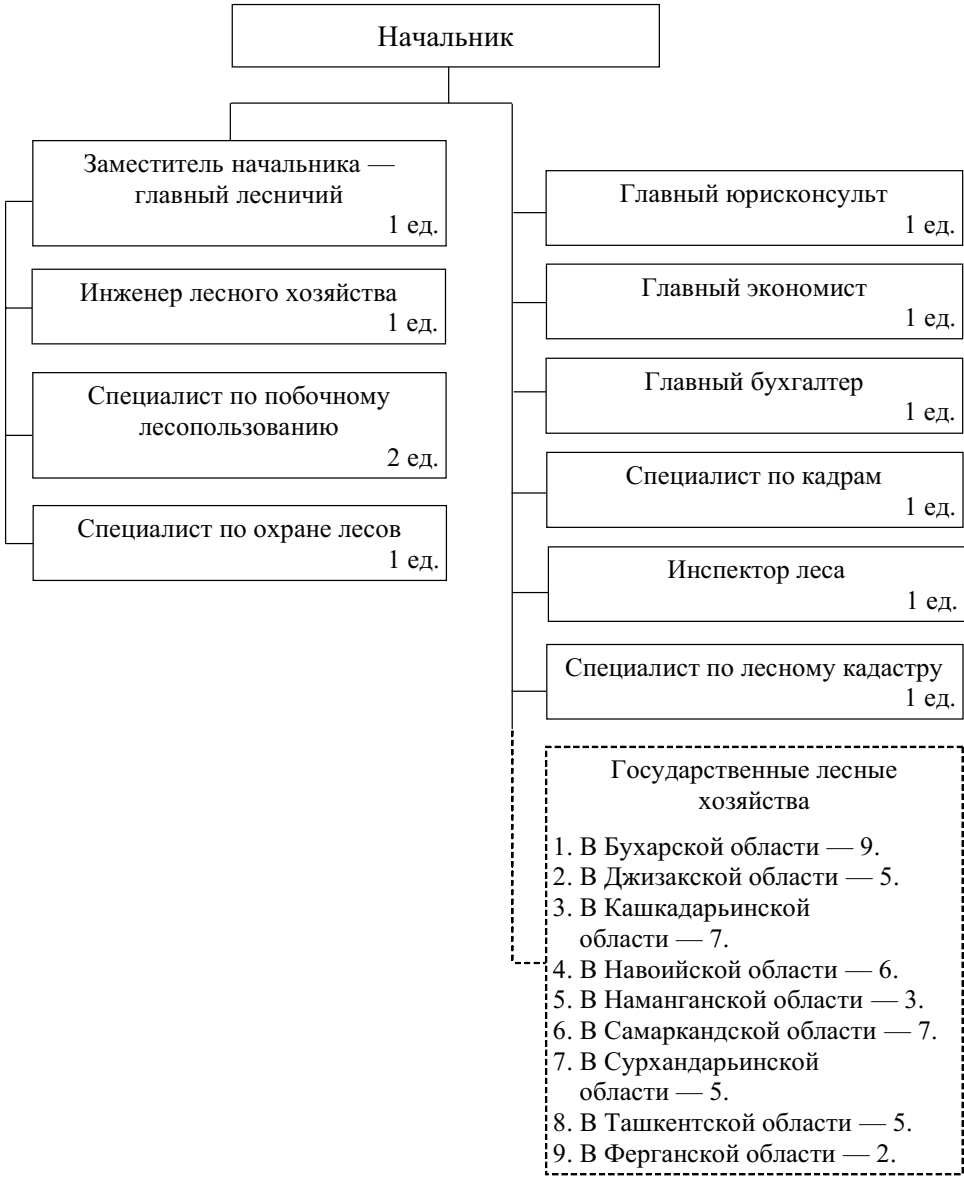 Начальник
Заместитель начальника —
главный лесничий
1 ед.
Инженер лесного хозяйства
1 ед.
Специалист по побочному
лесопользованию
2 ед.
Специалист по охране лесов
1 ед.
Главный юрисконсульт
1 ед.
Главный экономист
1 ед.
Главный бухгалтер
1 ед.
Специалист по кадрам
1 ед.
Инспектор леса
1 ед.
Специалист по лесному кадастру
1 ед.
Государственные лесные
хозяйства
1. В Бухарской области — 9.
2. В Джизакской области — 5.
3. В Кашкадарьинской
области — 7.
4. В Навоийской области — 6.
5. В Наманганской области — 3.
6. В Самаркандской области — 7.
7. В Сурхандарьинской
области — 5.
8. В Ташкентской области — 5.
9. В Ферганской области — 2.